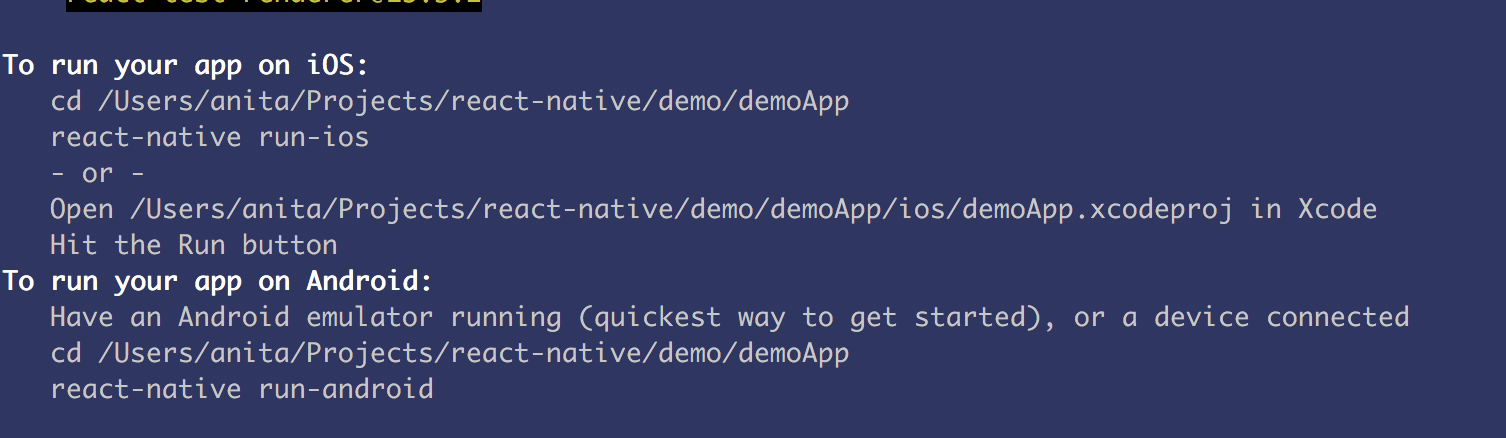 To run your app on iOS:
cd /Users/anita/Projects/react-native/demo/demoApp
react-native run-ios
- or -
Open /Users/anita/Projects/react-native/demo/demoApp/ios/demoApp.xcodeproj in Xcode
Hit the Run button
To run your app on Android:
Have an Android emulator running (quickest way to get started), or a device connected
cd /Users/anita/Projects/react-native/demo/demoApp
react-native run-android